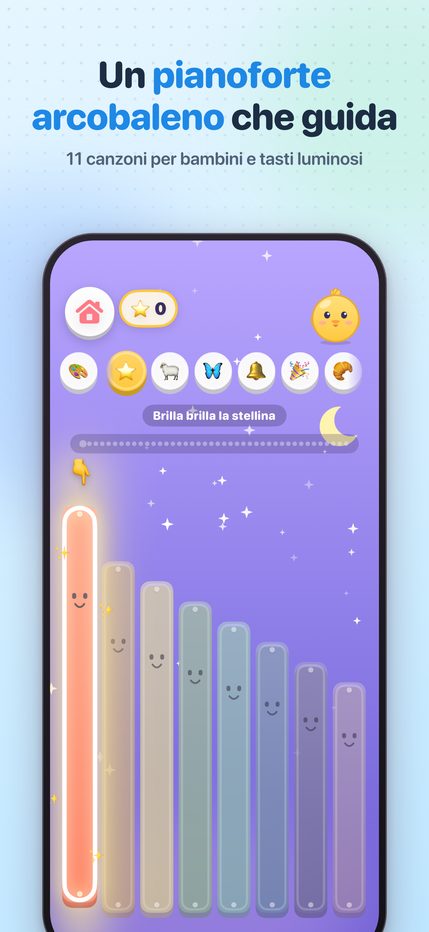 Un pianoforte
arcobaleno che guida
11 canzoni per bambini e tasti luminosi
0
Brilla brilla la stellina